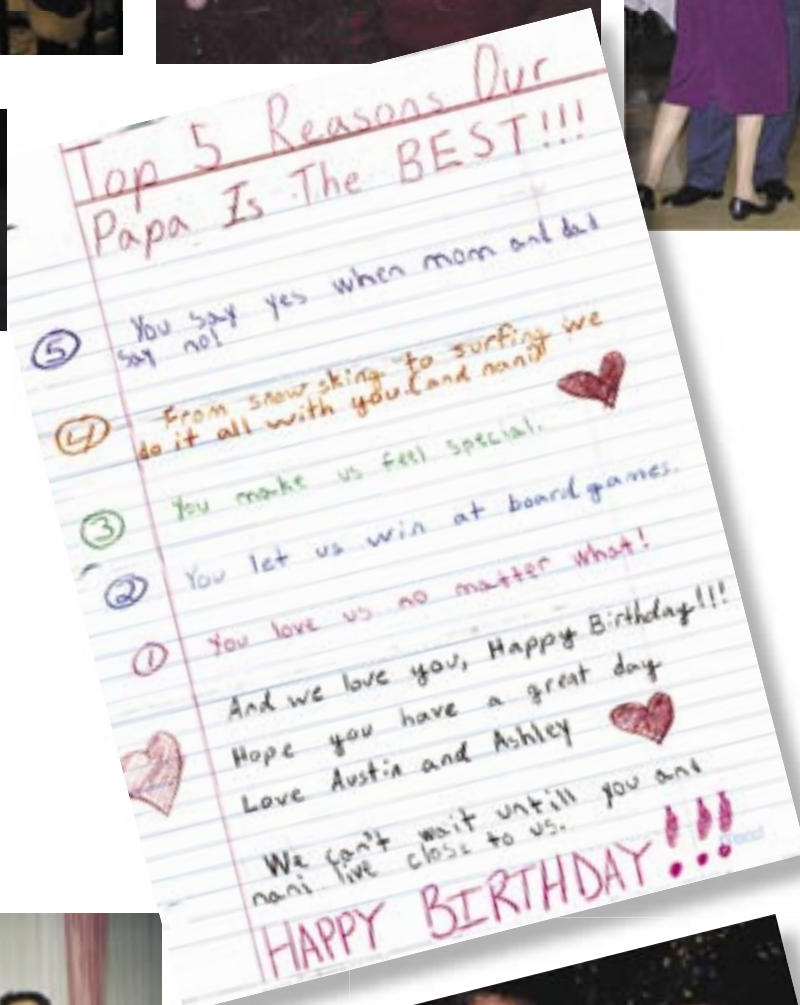 Top 5 Reasons Our
Papa Is The BEST!!!
⑤ You say yes when mom and dad
say no!
④ From snow sking to surfing we
do it all with you. (and nani)
③ You make us feel special.
② You let us win at board games.
① You love us no matter what!
And we love you, Happy Birthday!!!
Hope you have a great day
Love Austin and Ashley
We can't wait untill you and
nani live close to us.
HAPPY BIRTHDAY!!!